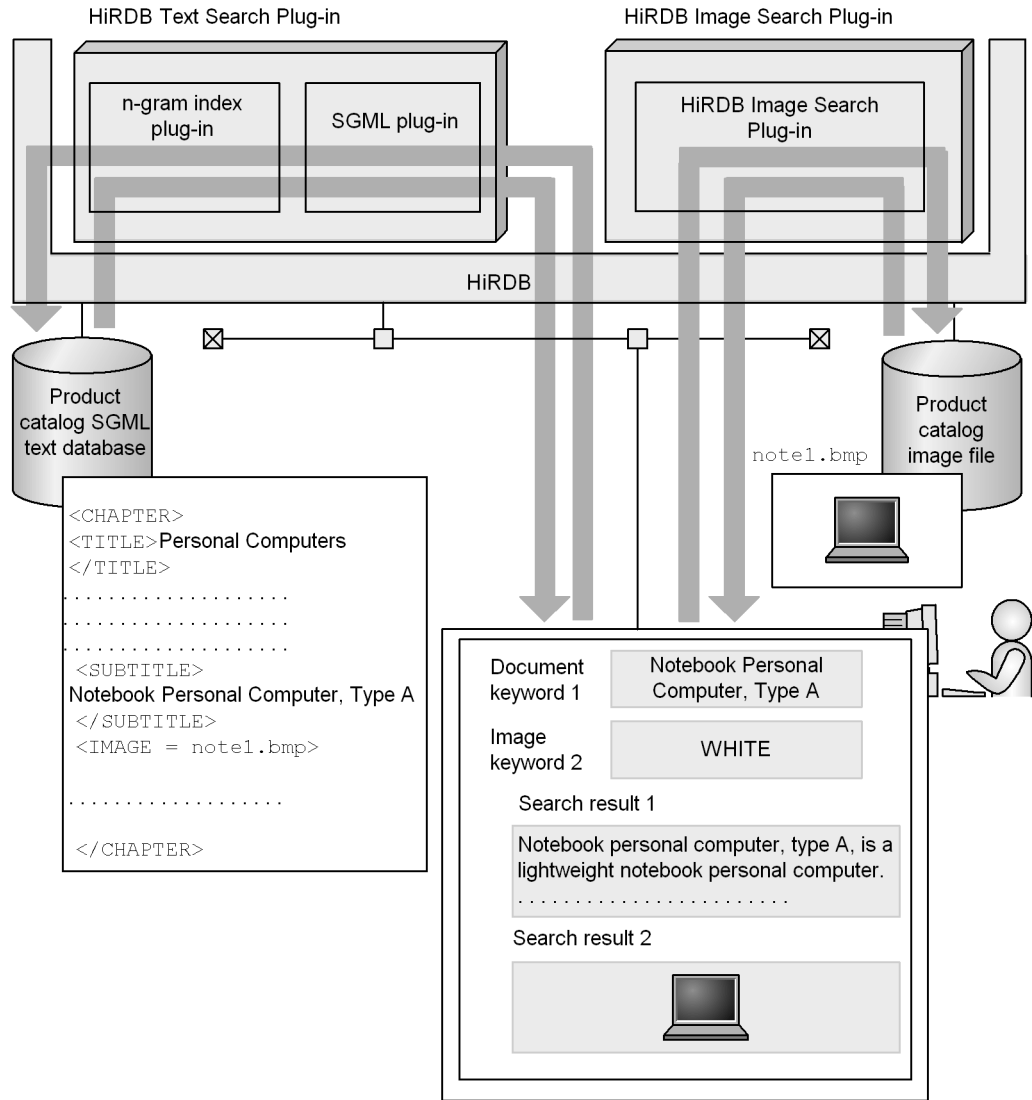 HiRDB Text Search Plug-in
HiRDB Image Search Plug-in
n-gram index
plug-in
SGML plug-in
HiRDB Image Search
Plug-in
HiRDB
Product
catalog SGML
text database
Product
catalog
image file
note1.bmp
<CHAPTER>
<TITLE>Personal Computers
</TITLE>
. . . . . . . . . . . . . . . . . . . .
. . . . . . . . . . . . . . . . . . . .
. . . . . . . . . . . . . . . . . . . .
<SUBTITLE>
Notebook Personal Computer, Type A
</SUBTITLE>
<IMAGE = note1.bmp>
. . . . . . . . . . . . . . . . . . .
</CHAPTER>
Document
keyword 1
Notebook Personal
Computer, Type A
Image
keyword 2
WHITE
Search result 1
Notebook personal computer, type A, is a
lightweight notebook personal computer.
. . . . . . . . . . . . . . . . . . . . . . . .
Search result 2